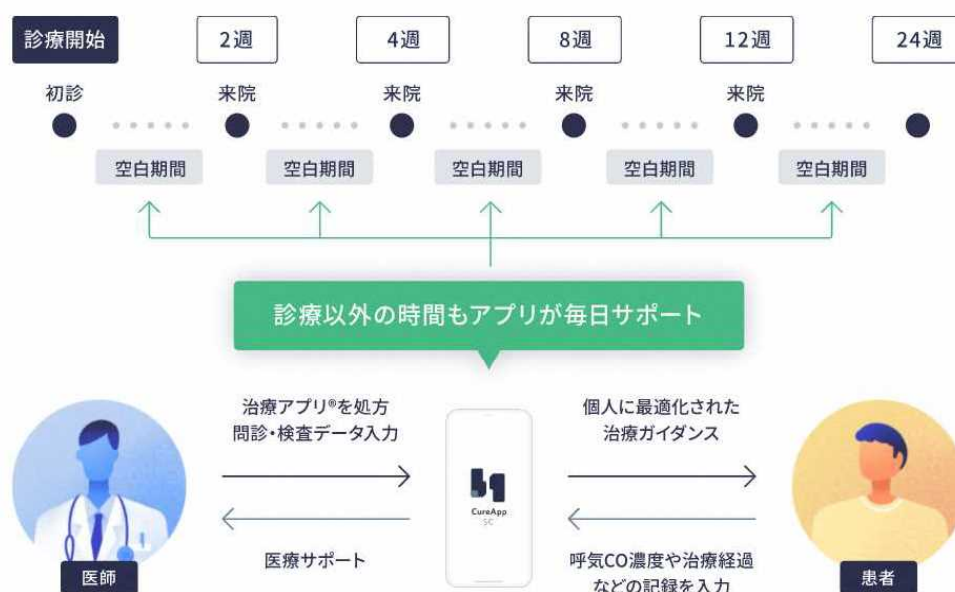 診療開始
2週
4週
8週
12週
24週
初診
来院
来院
来院
来院
空白期間
空白期間
空白期間
空白期間
空白期間
診療以外の時間もアプリが毎日サポート
治療アプリ®を処方
問診・検査データ入力
個人に最適化された
治療ガイダンス
CureApp
SC
医療サポート
呼気CO濃度や治療経過
などの記録を入力
医師
患者